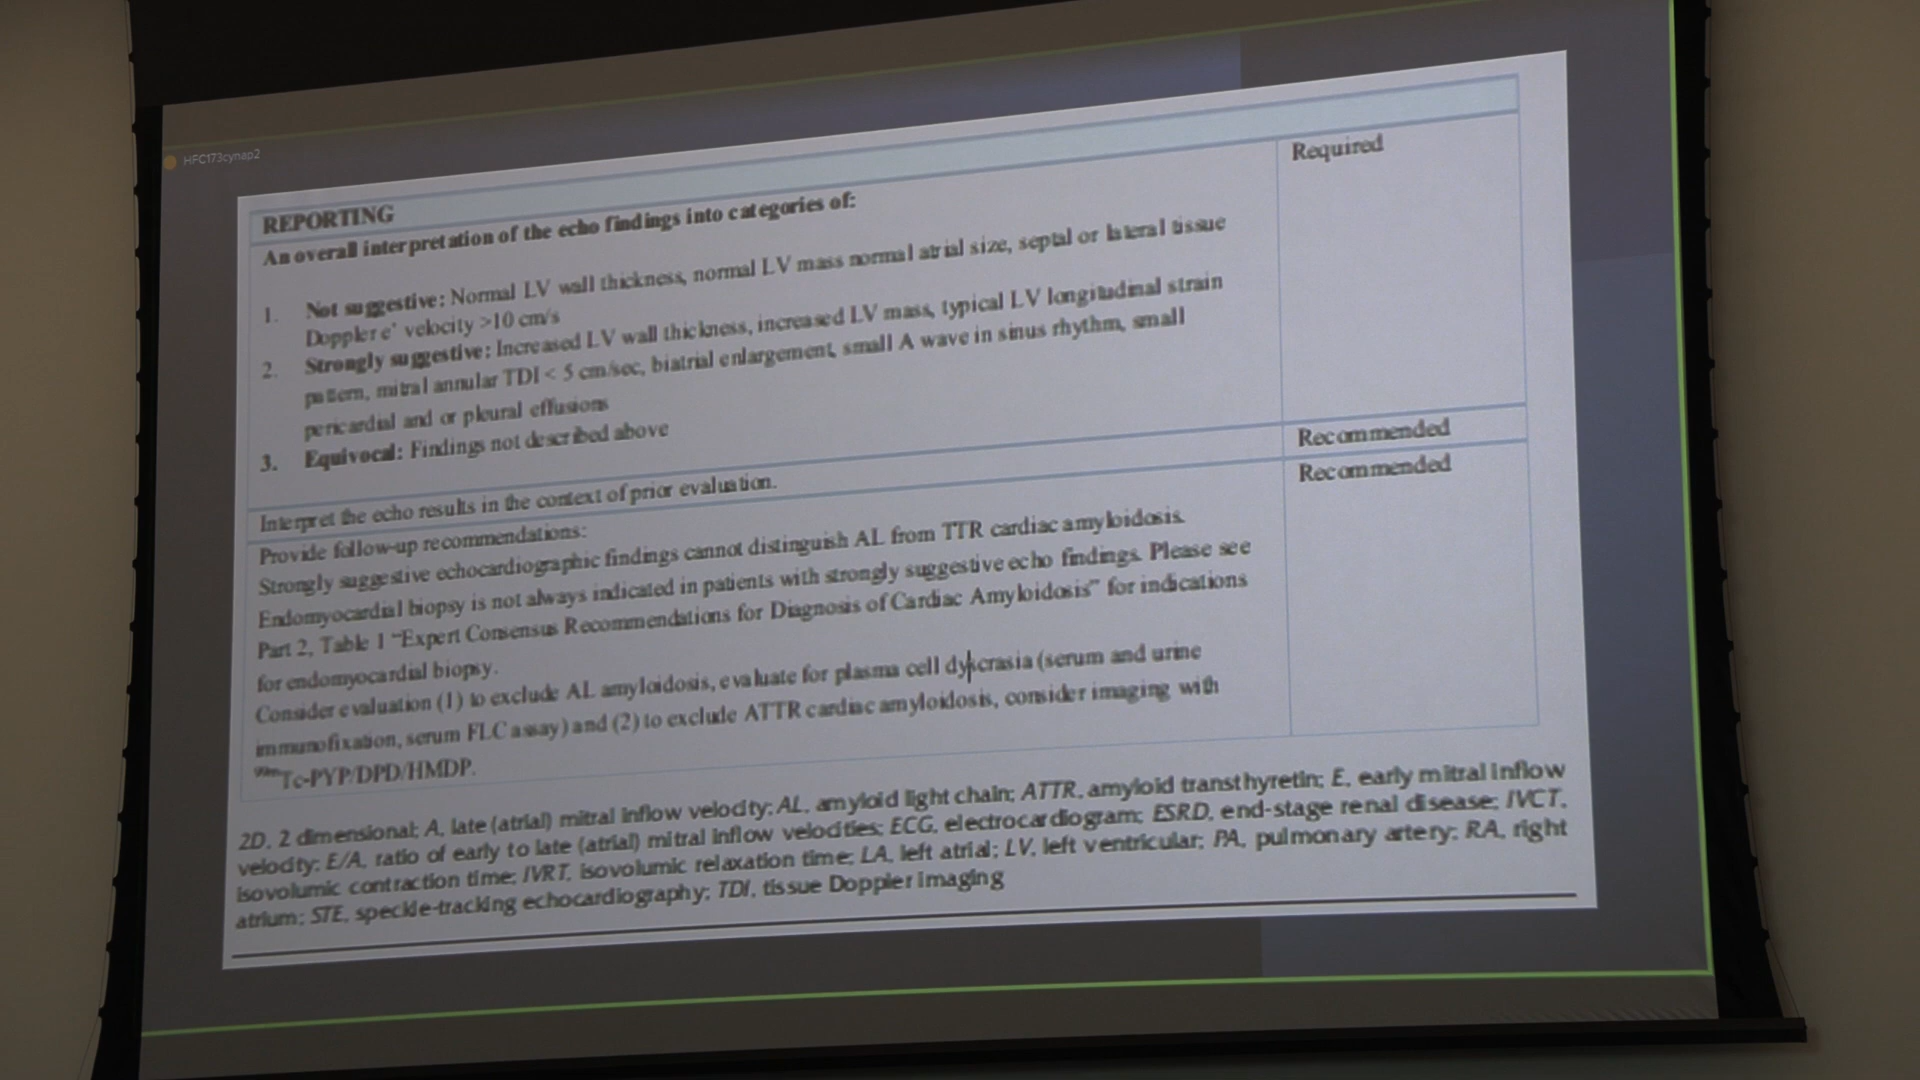 HFC173cynap2
REPORTING
An overall interpretation of the echo findings into categories of:
Required
1. Not suggestive: Normal LV wall thickness, normal LV mass normal atrial size, septal or lateral tissue
Doppler e' velocity >10 cm/s
2. Strongly suggestive: Increased LV wall thickness, increased LV mass, typical LV longitudinal strain
pattern, mitral annular TDI < 5 cm/sec, biatrial enlargement, small A wave in sinus rhythm, small
pericardial and or pleural effusions
3. Equivocal: Findings not described above
Interpret the echo results in the context of prior evaluation.
Recommended
Provide follow-up recommendations:
Recommended
Strongly suggestive echocardiographic findings cannot distinguish AL from TTR cardiac amyloidosis.
Endomyocardial biopsy is not always indicated in patients with strongly suggestive echo findings. Please see
Part 2, Table 1 "Expert Consensus Recommendations for Diagnosis of Cardiac Amyloidosis" for indications
for endomyocardial biopsy.
Consider evaluation (1) to exclude AL amyloidosis, evaluate for plasma cell dyscrasia (serum and urine
immunofixation, serum FLC assay) and (2) to exclude ATTR cardiac amyloidosis, consider imaging with
99mTc-PYP/DPD/HMDP.
2D, 2 dimensional; A, late (atrial) mitral inflow velocity; AL, amyloid light chain; ATTR, amyloid transthyretin; E, early mitral inflow
velocity; E/A, ratio of early to late (atrial) mitral inflow velocities; ECG, electrocardiogram; ESRD, end-stage renal disease; IVCT,
isovolumic contraction time; IVRT, isovolumic relaxation time; LA, left atrial; LV, left ventricular; PA, pulmonary artery; RA, right
atrium; STE, speckle-tracking echocardiography; TDI, tissue Doppler imaging